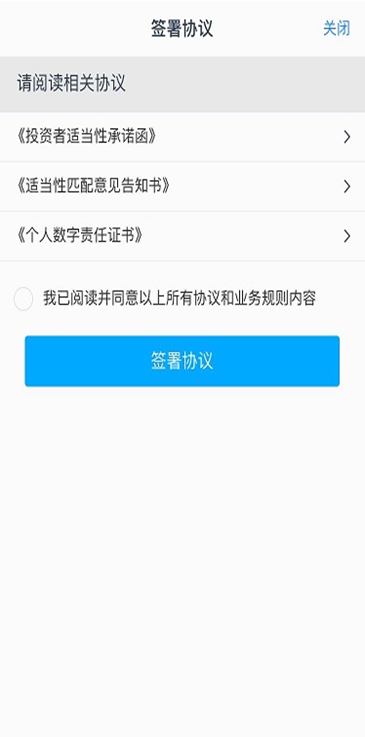 签署协议
关闭
请阅读相关协议
《投资者适当性承诺函》
《适当性匹配意见告知书》
《个人数字责任证书》
我已阅读并同意以上所有协议和业务规则内容
签署协议